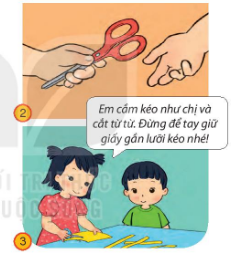 2
Em cầm kéo như chị và
cắt từ từ. Đừng để tay giữ
giấy gần lưỡi kéo nhé!
3